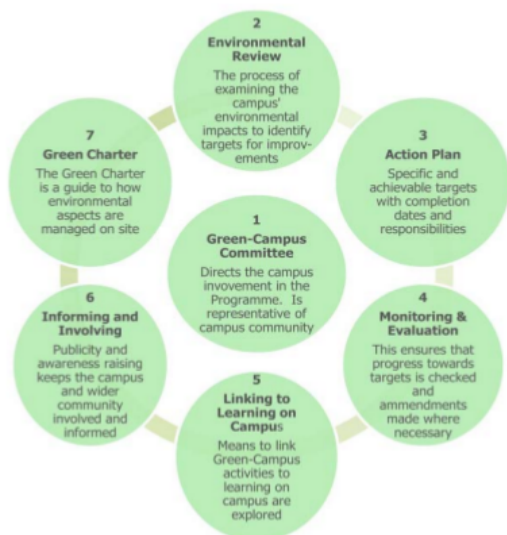 2
Environmental
Review
The process of
examining the
campus'
environmental
impacts to identify
targets for improv-
ements
7
Green Charter
The Green Charter
is a guide to how
environmental
aspects are
managed on site
3
Action Plan
Specific and
achievable targets
with completion
dates and
responsibilities
1
Green-Campus
Committee
Directs the campus
invovement in the
Programme. Is
representative of
campus community
6
Informing and
Involving
Publicity and
awareness raising
keeps the campus
and wider
community
involved and
informed
4
Monitoring &
Evaluation
This ensures that
progress towards
targets is checked
and
ammendments
made where
necessary
5
Linking to
Learning on
Campus
Means to link
Green-Campus
activities to
learning on
campus are
explored